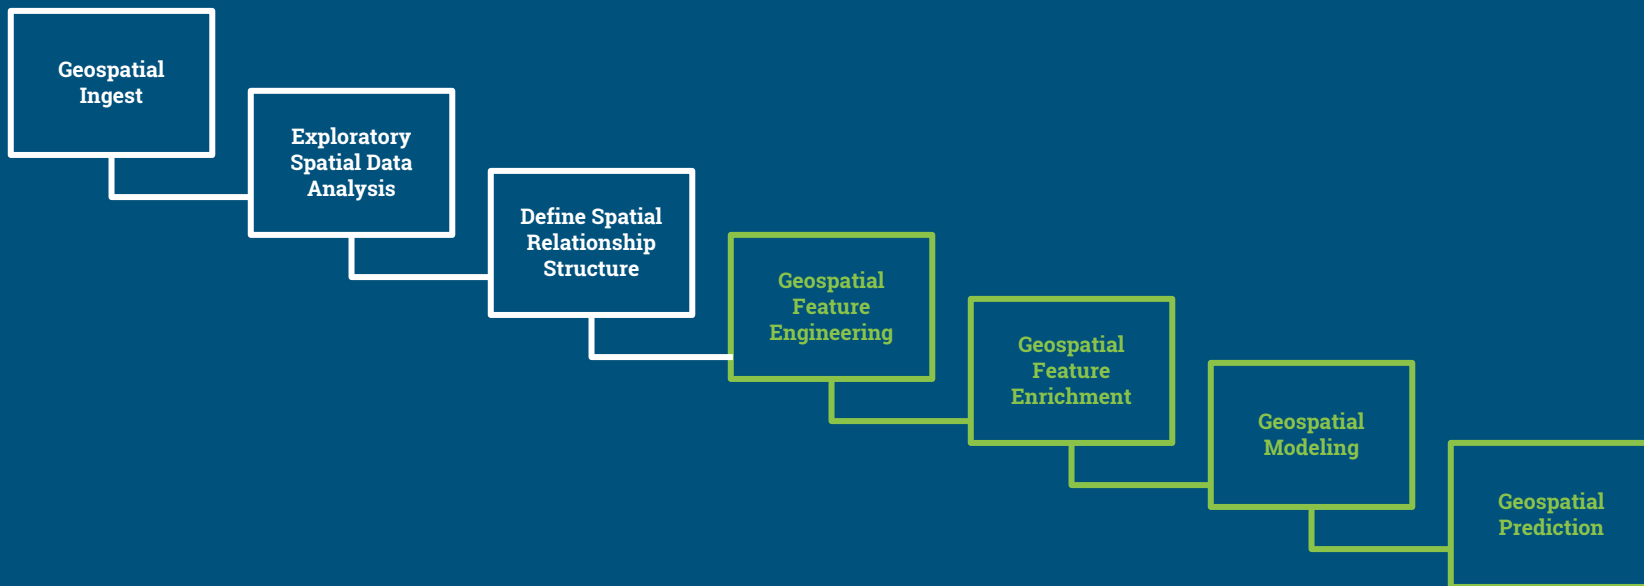 Geospatial
Ingest
Exploratory
Spatial Data
Analysis
Define Spatial
Relationship
Structure
Geospatial
Feature
Engineering
Geospatial
Feature
Enrichment
Geospatial
Modeling
Geospatial
Prediction